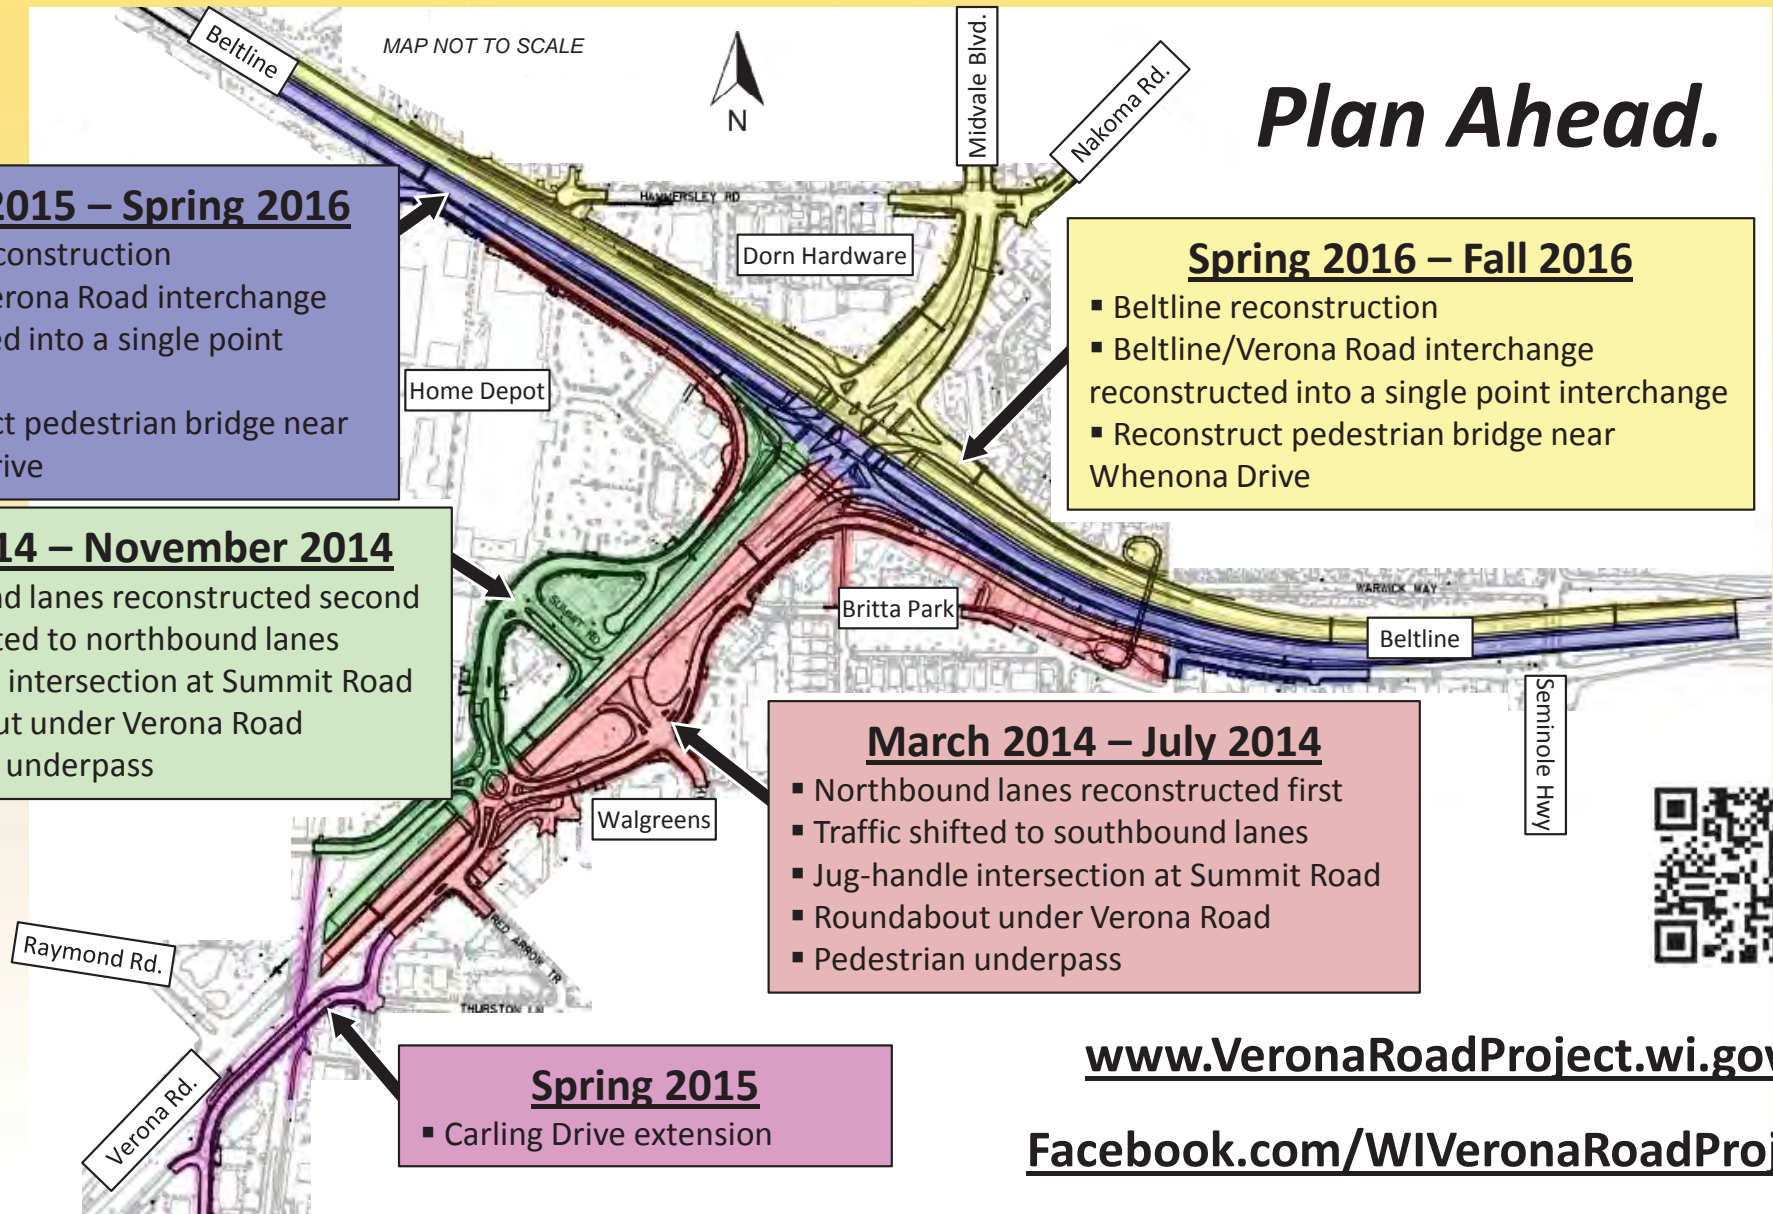 MAP NOT TO SCALE
N
Plan Ahead.
Beltline
Midvale Blvd.
Nakoma Rd.
HAMMERSLEY RD
Dorn Hardware
Home Depot
2015 – Spring 2016
construction
erona Road interchange
ed into a single point
ct pedestrian bridge near
rive
Spring 2016 – Fall 2016
▪ Beltline reconstruction
▪ Beltline/Verona Road interchange
reconstructed into a single point interchange
▪ Reconstruct pedestrian bridge near
Whenona Drive
14 – November 2014
nd lanes reconstructed second
ted to northbound lanes
intersection at Summit Road
ut under Verona Road
underpass
SUMMIT RD
Britta Park
WARWICK WAY
Beltline
Seminole Hwy
Walgreens
March 2014 – July 2014
▪ Northbound lanes reconstructed first
▪ Traffic shifted to southbound lanes
▪ Jug-handle intersection at Summit Road
▪ Roundabout under Verona Road
▪ Pedestrian underpass
RED ARROW TR
Raymond Rd.
THURSTON LN
Verona Rd.
Spring 2015
▪ Carling Drive extension
www.VeronaRoadProject.wi.gov
Facebook.com/WIVeronaRoadProj